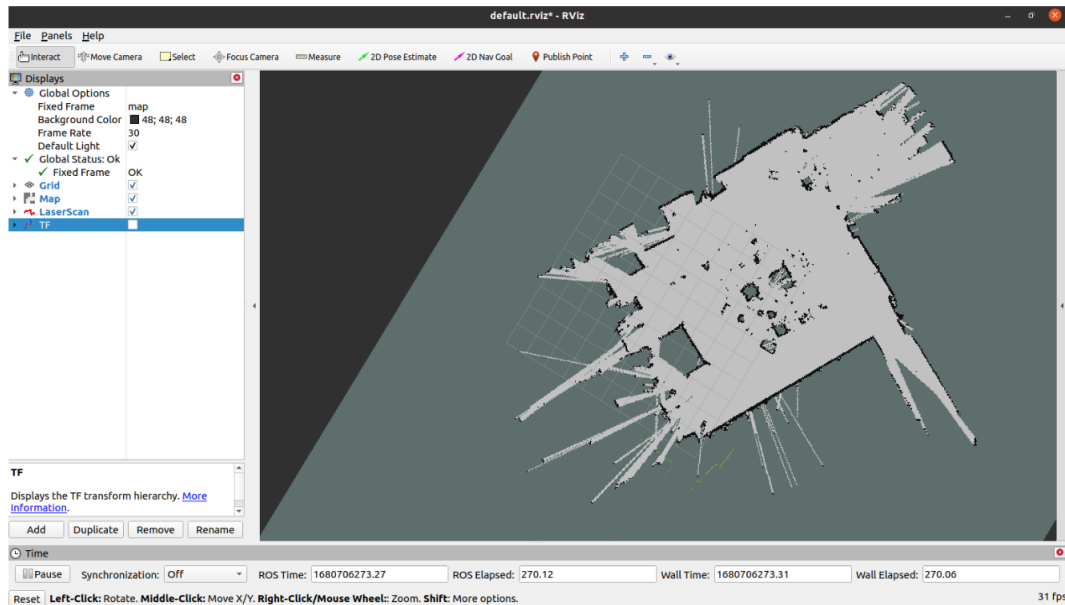 default.rviz* - RViz
File Panels Help
Interact Move Camera Select Focus Camera Measure 2D Pose Estimate 2D Nav Goal Publish Point
Displays
Global Options
Fixed Frame map
Background Color 48; 48; 48
Frame Rate 30
Default Light
Global Status: Ok
Fixed Frame OK
Grid
Map
LaserScan
TF
TF
Displays the TF transform hierarchy. More
Information.
Add Duplicate Remove Rename
Time
Pause Synchronization: Off ROS Time: 1680706273.27 ROS Elapsed: 270.12 Wall Time: 1680706273.31 Wall Elapsed: 270.06
Reset Left-Click: Rotate. Middle-Click: Move X/Y. Right-Click/Mouse Wheel:: Zoom. Shift: More options. 31 fps